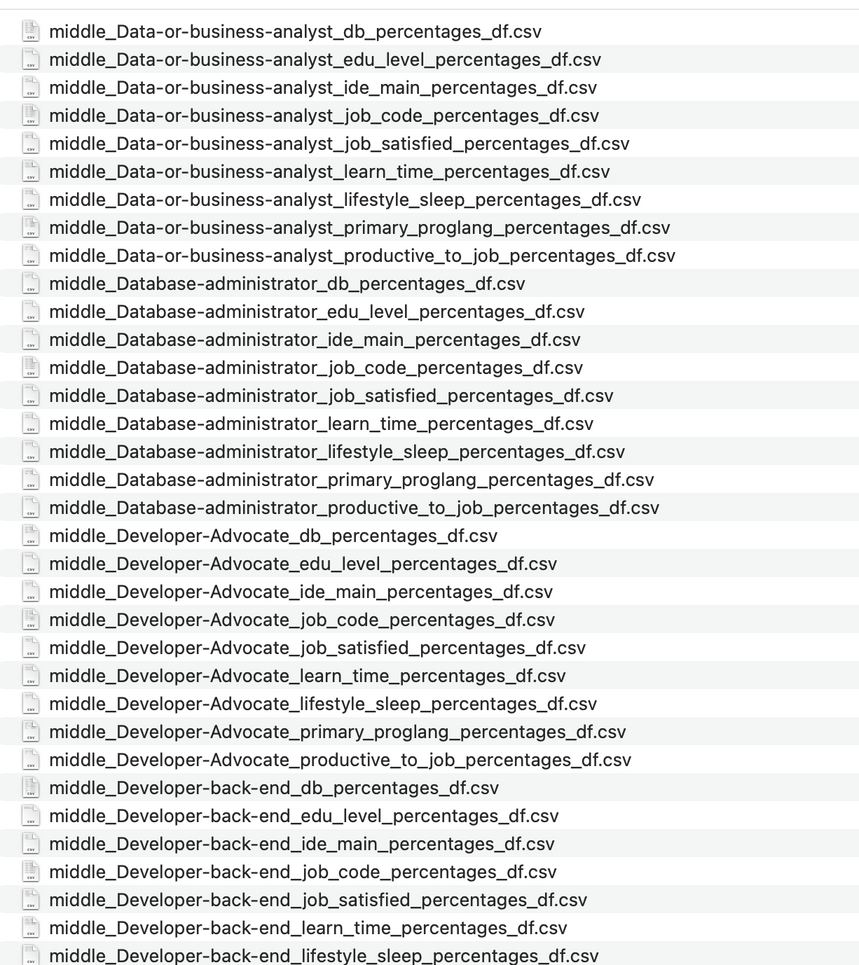 middle_Data-or-business-analyst_db_percentages_df.csv
middle_Data-or-business-analyst_edu_level_percentages_df.csv
middle_Data-or-business-analyst_ide_main_percentages_df.csv
middle_Data-or-business-analyst_job_code_percentages_df.csv
middle_Data-or-business-analyst_job_satisfied_percentages_df.csv
middle_Data-or-business-analyst_learn_time_percentages_df.csv
middle_Data-or-business-analyst_lifestyle_sleep_percentages_df.csv
middle_Data-or-business-analyst_primary_proglang_percentages_df.csv
middle_Data-or-business-analyst_productive_to_job_percentages_df.csv
middle_Database-administrator_db_percentages_df.csv
middle_Database-administrator_edu_level_percentages_df.csv
middle_Database-administrator_ide_main_percentages_df.csv
middle_Database-administrator_job_code_percentages_df.csv
middle_Database-administrator_job_satisfied_percentages_df.csv
middle_Database-administrator_learn_time_percentages_df.csv
middle_Database-administrator_lifestyle_sleep_percentages_df.csv
middle_Database-administrator_primary_proglang_percentages_df.csv
middle_Database-administrator_productive_to_job_percentages_df.csv
middle_Developer-Advocate_db_percentages_df.csv
middle_Developer-Advocate_edu_level_percentages_df.csv
middle_Developer-Advocate_ide_main_percentages_df.csv
middle_Developer-Advocate_job_code_percentages_df.csv
middle_Developer-Advocate_job_satisfied_percentages_df.csv
middle_Developer-Advocate_learn_time_percentages_df.csv
middle_Developer-Advocate_lifestyle_sleep_percentages_df.csv
middle_Developer-Advocate_primary_proglang_percentages_df.csv
middle_Developer-Advocate_productive_to_job_percentages_df.csv
middle_Developer-back-end_db_percentages_df.csv
middle_Developer-back-end_edu_level_percentages_df.csv
middle_Developer-back-end_ide_main_percentages_df.csv
middle_Developer-back-end_job_code_percentages_df.csv
middle_Developer-back-end_job_satisfied_percentages_df.csv
middle_Developer-back-end_learn_time_percentages_df.csv
middle_Developer-back-end_lifestyle_sleep_percentages_df.csv